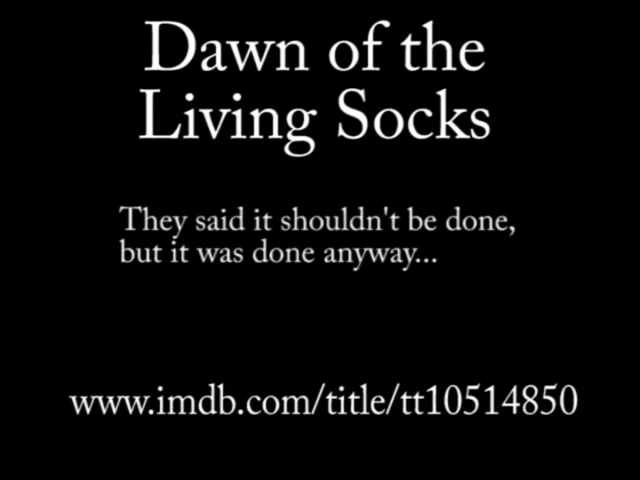 Dawn of the
Living Socks
They said it shouldn't be done,
but it was done anyway...
www.imdb.com/title/tt10514850